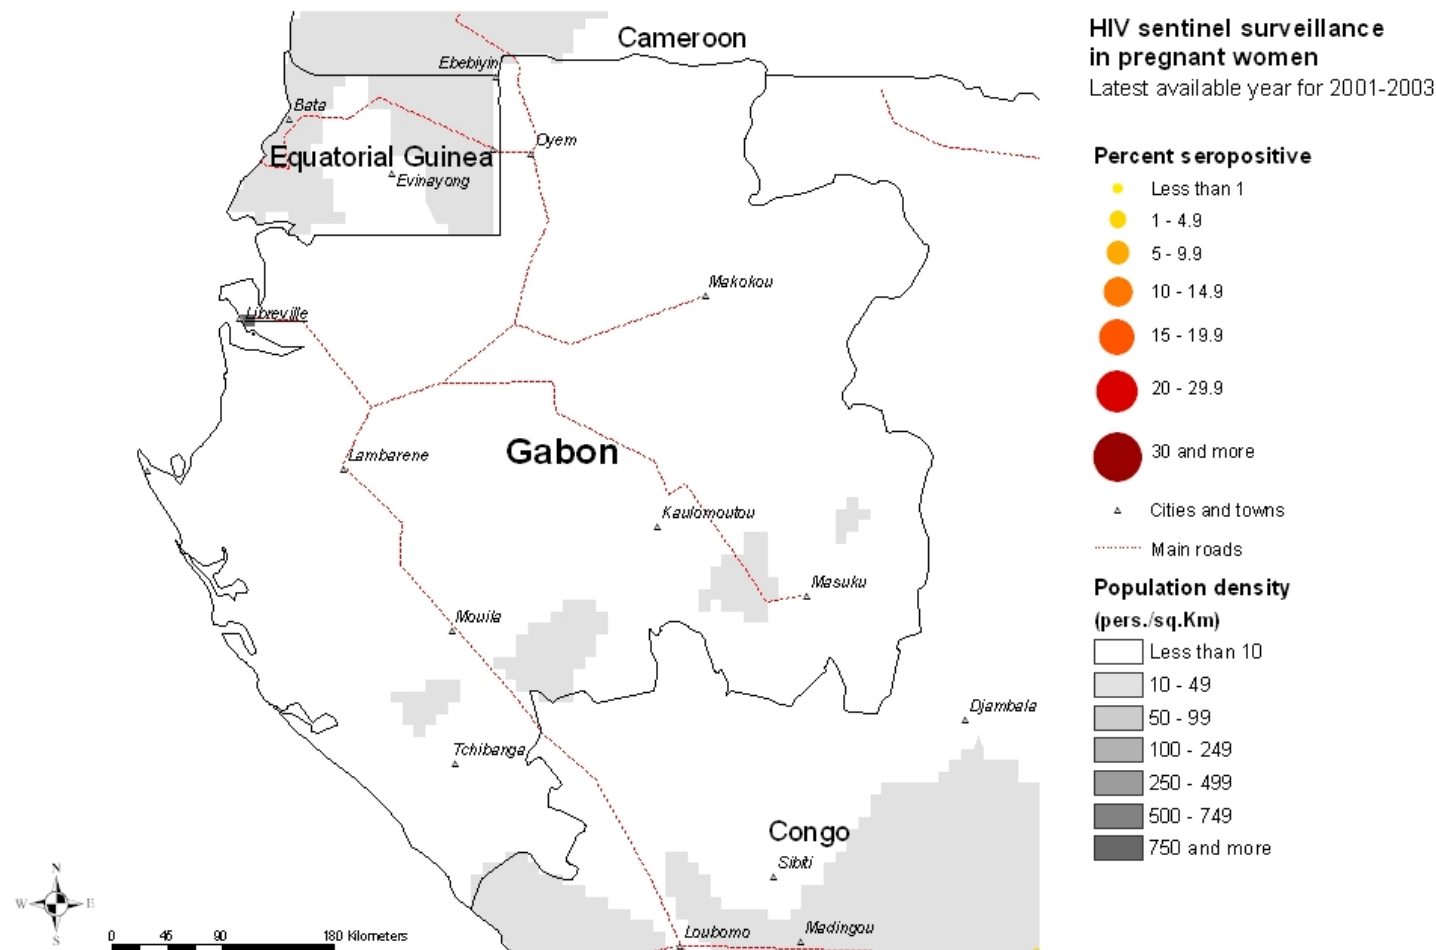 Cameroon
HIV sentinel surveillance
in pregnant women
Latest available year for 2001-2003
Ebebiyin
Bata
Oyem
Equatorial Guinea
Evinayong
Percent seropositive
Less than 1
1 - 4.9
5 - 9.9
10 - 14.9
15 - 19.9
20 - 29.9
30 and more
Cities and towns
Main roads
Makokou
Libreville
Lambarene
Gabon
Kaulomoutou
Masuku
Mouila
Population density
(pers./sq.Km)
Less than 10
10 - 49
50 - 99
100 - 249
250 - 499
500 - 749
750 and more
Djambala
Tchibanga
Congo
Sibiti
Loubomo
Madingou
N
W
E
S
0 45 90 180 Kilometers